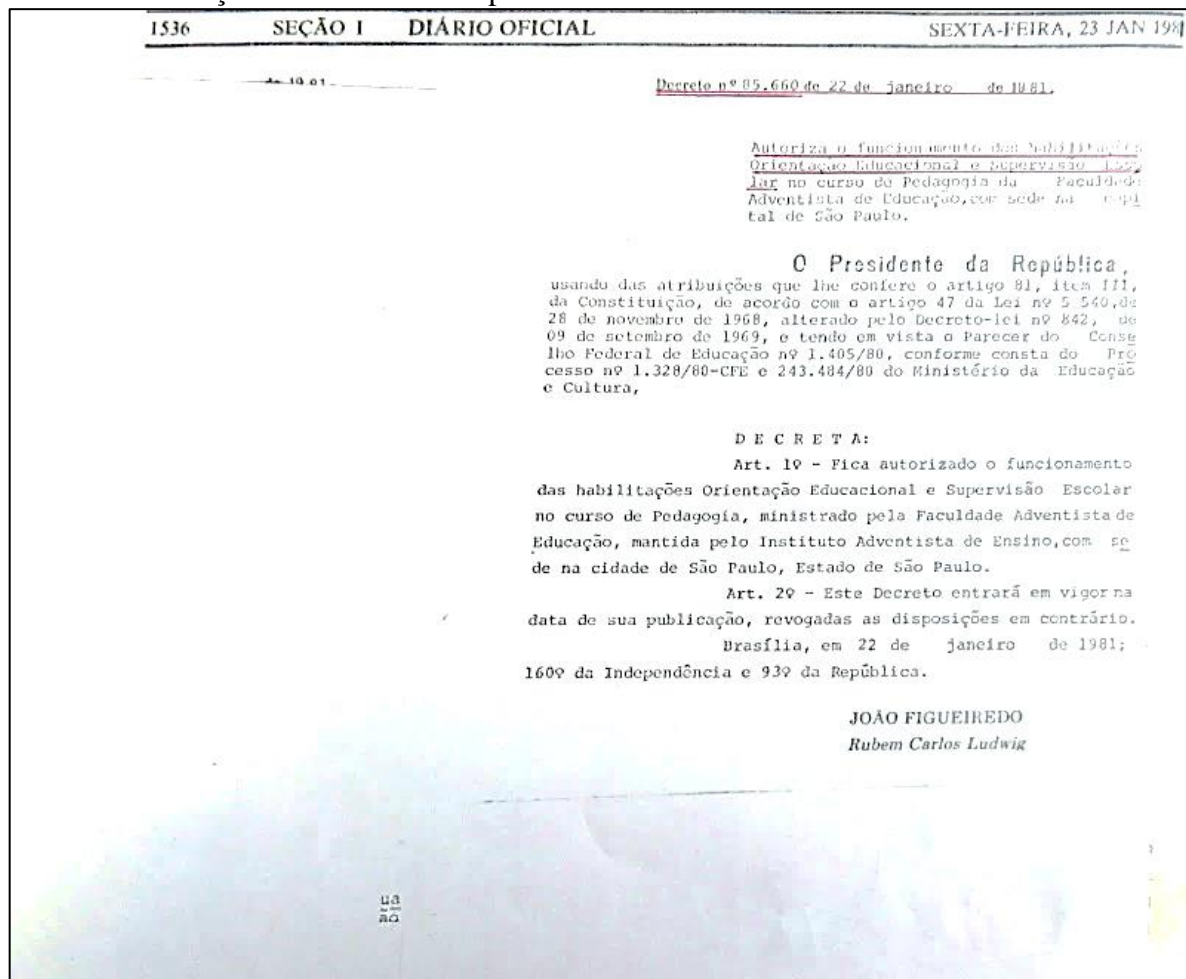 1536 SEÇÃO I DIÁRIO OFICIAL SEXTA-FEIRA, 23 JAN 1981
de 19 81
Decreto nº 85.660 de 22 de janeiro de 1981.
Autoriza o funcionamento das habilitações
Orientação Educacional e Supervisão Esco
lar no curso de Pedagogia da Faculdade
Adventista de Educação, com sede na capi
tal de São Paulo.
O Presidente da República,
usando das atribuições que lhe confere o artigo 81, item III,
da Constituição, de acordo com o artigo 47 da Lei nº 5 540, de
28 de novembro de 1968, alterado pelo Decreto-lei nº 842, de
09 de setembro de 1969, e tendo em vista o Parecer do Conse
lho Federal de Educação nº 1.405/80, conforme consta do Pro
cesso nº 1.328/80-CFE e 243.484/80 do Ministério da Educação
e Cultura,
D E C R E T A:
Art. 1º - Fica autorizado o funcionamento
das habilitações Orientação Educacional e Supervisão Escolar
no curso de Pedagogia, ministrado pela Faculdade Adventista de
Educação, mantida pelo Instituto Adventista de Ensino, com se
de na cidade de São Paulo, Estado de São Paulo.
Art. 2º - Este Decreto entrará em vigor na
data de sua publicação, revogadas as disposições em contrário.
Brasília, em 22 de janeiro de 1981;
160º da Independência e 93º da República.
JOÃO FIGUEIREDO
Rubem Carlos Ludwig
ua
ão